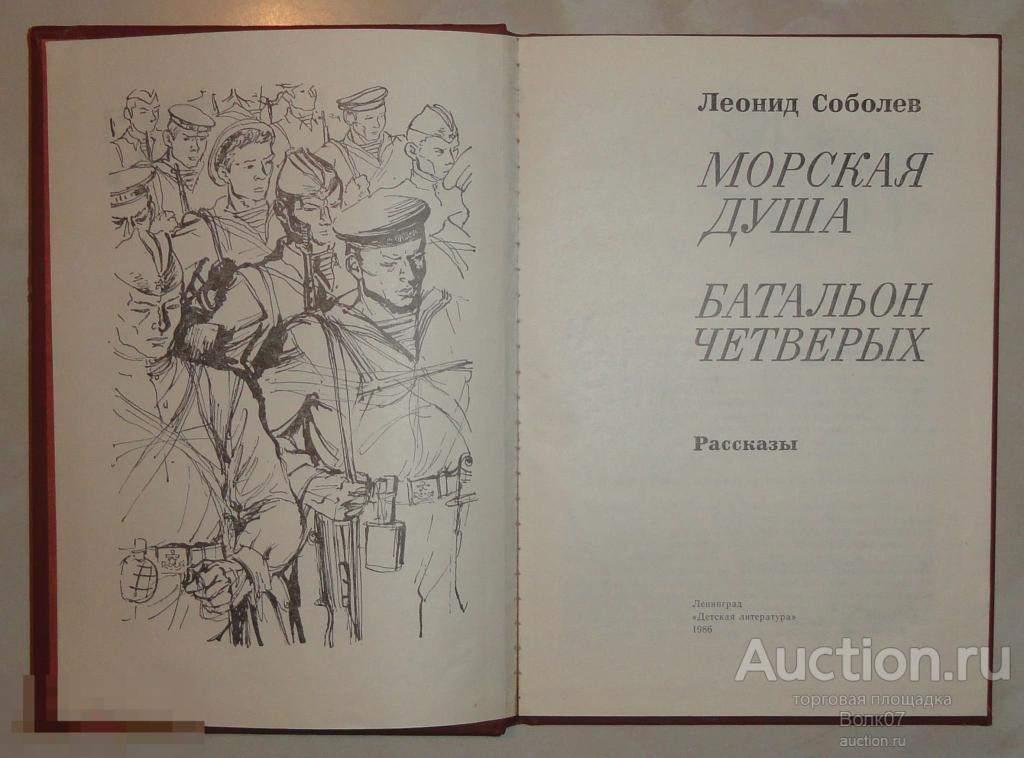 Леонид Соболев
МОРСКАЯ
ДУША
БАТАЛЬОН
ЧЕТВЕРЫХ
Рассказы
Ленинград
«Детская литература»
1986
Auction.ru
торговая площадка
Волк07
auction.ru